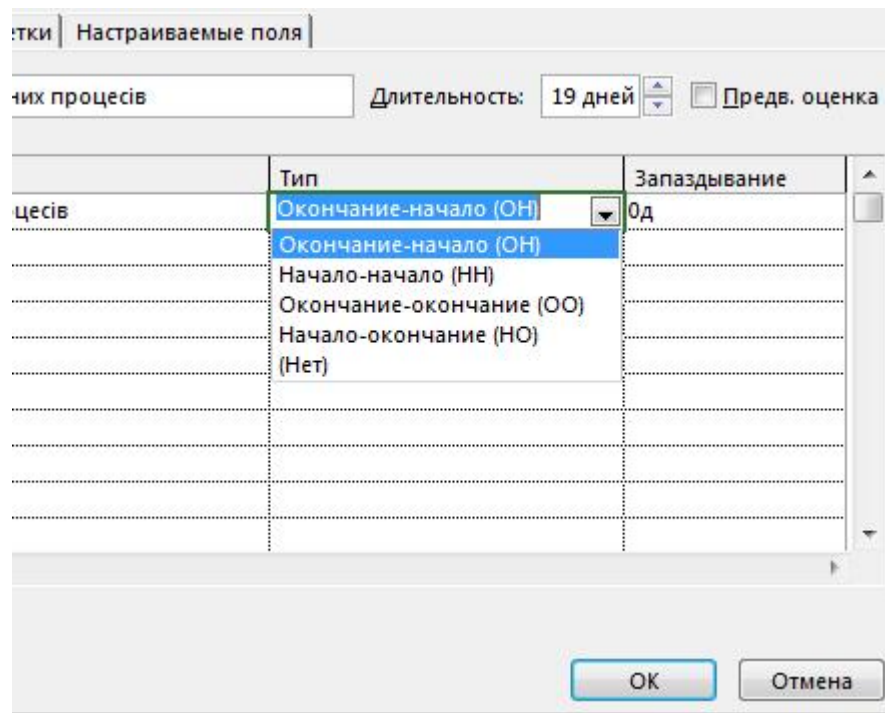 етки Настраиваемые поля
них процесів Длительность: 19 дней Предв. оценка
Тип Запаздывание
цесів Окончание-начало (ОН) 0д
Окончание-начало (ОН)
Начало-начало (НН)
Окончание-окончание (ОО)
Начало-окончание (НО)
(Нет)
ОК Отмена